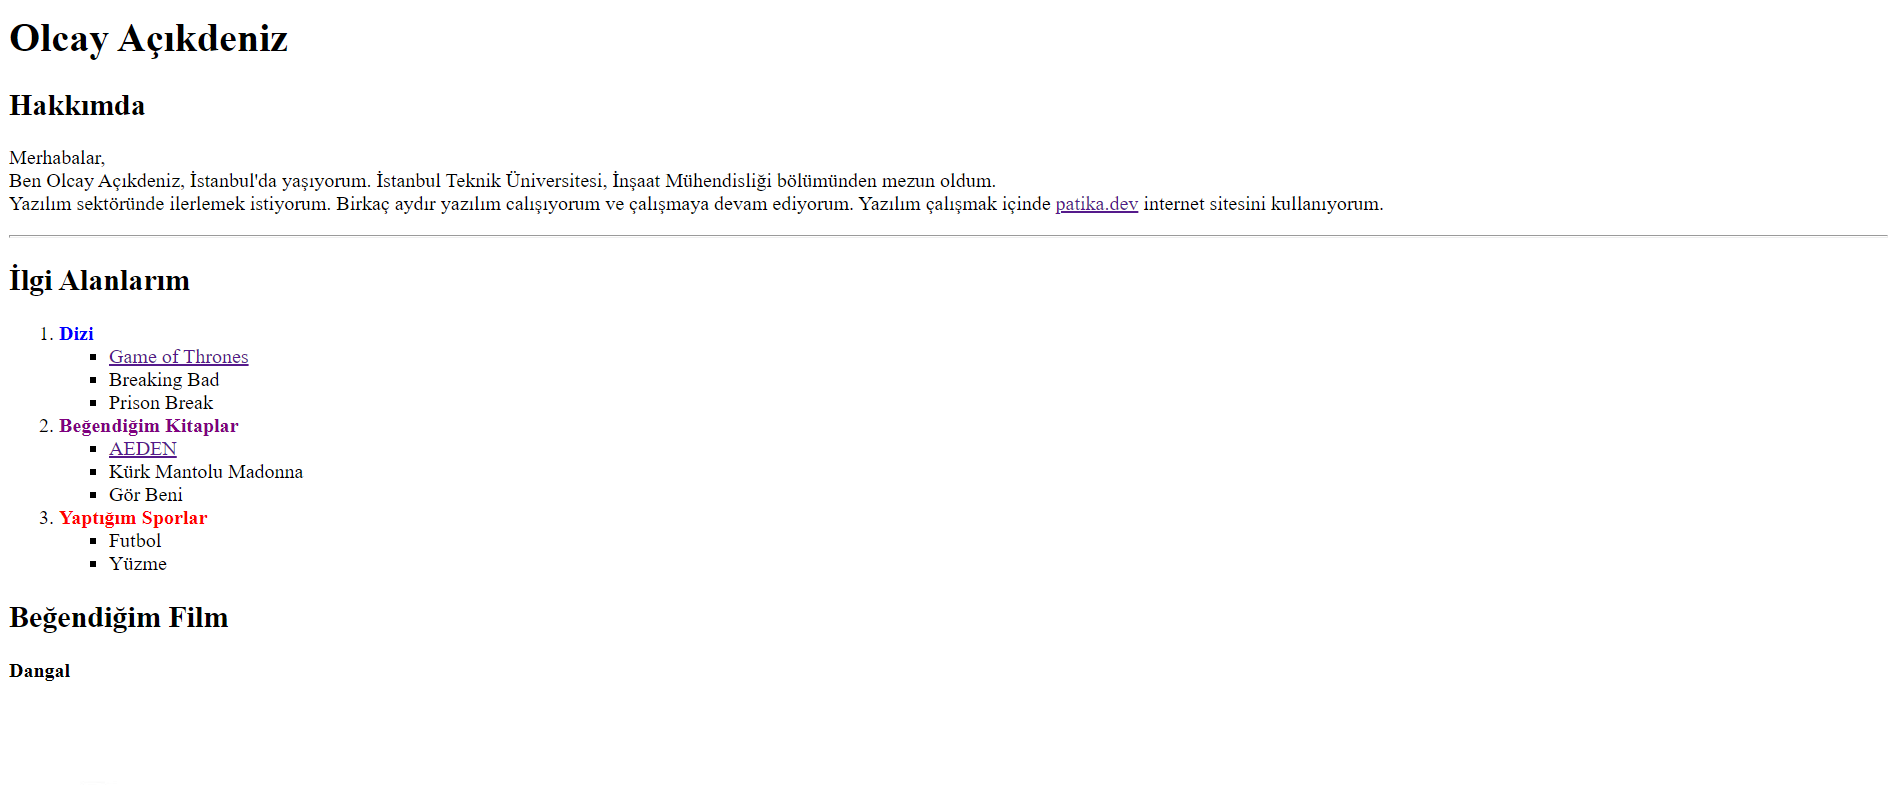 Olcay Açıkdeniz
Hakkımda
Merhabalar,
Ben Olcay Açıkdeniz, İstanbul'da yaşıyorum. İstanbul Teknik Üniversitesi, İnşaat Mühendisliği bölümünden mezun oldum.
Yazılım sektöründe ilerlemek istiyorum. Birkaç aydır yazılım calışıyorum ve çalışmaya devam ediyorum. Yazılım çalışmak içinde patika.dev internet sitesini kullanıyorum.
İlgi Alanlarım
1. Dizi
▪ Game of Thrones
▪ Breaking Bad
▪ Prison Break
2. Beğendiğim Kitaplar
▪ AEDEN
▪ Kürk Mantolu Madonna
▪ Gör Beni
3. Yaptığım Sporlar
▪ Futbol
▪ Yüzme
Beğendiğim Film
Dangal